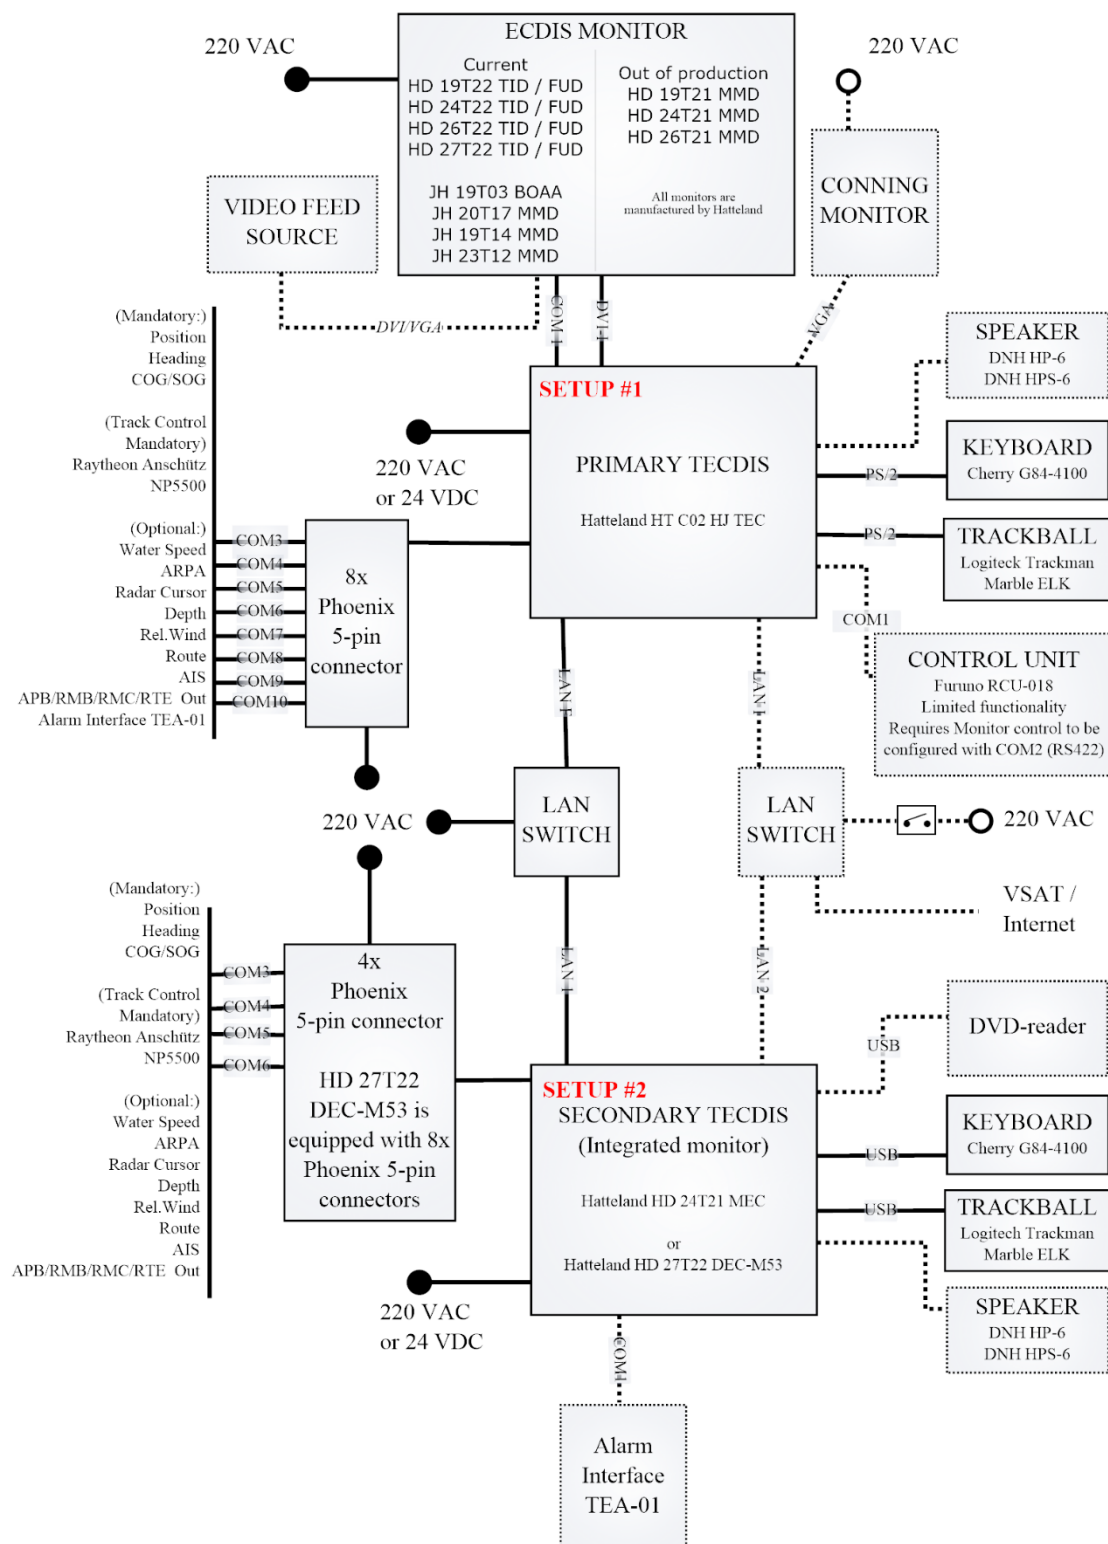 220 VAC
ECDIS MONITOR
Current
HD 19T22 TID / FUD
HD 24T22 TID / FUD
HD 26T22 TID / FUD
HD 27T22 TID / FUD
JH 19T03 BOAA
JH 20T17 MMD
JH 19T14 MMD
JH 23T12 MMD
Out of production
HD 19T21 MMD
HD 24T21 MMD
HD 26T21 MMD
All monitors are
manufactured by Hatteland
220 VAC
CONNING
MONITOR
VIDEO FEED
SOURCE
DVI/VGA
COM 1
DVI-1
VGA
(Mandatory:)
Position
Heading
COG/SOG
(Track Control
Mandatory)
Raytheon Anschütz
NP5500
(Optional:)
Water Speed
ARPA
Radar Cursor
Depth
Rel.Wind
Route
AIS
APB/RMB/RMC/RTE Out
Alarm Interface TEA-01
COM3
COM4
COM5
COM6
COM7
COM8
COM9
COM10
8x
Phoenix
5-pin
connector
220 VAC
or 24 VDC
SETUP #1
PRIMARY TECDIS
Hatteland HT C02 HJ TEC
SPEAKER
DNH HP-6
DNH HPS-6
PS/2
KEYBOARD
Cherry G84-4100
PS/2
TRACKBALL
Logiteck Trackman
Marble ELK
COM1
CONTROL UNIT
Furuno RCU-018
Limited functionality
Requires Monitor control to be
configured with COM2 (RS422)
LAN F
LAN 1
220 VAC
LAN
SWITCH
LAN
SWITCH
220 VAC
VSAT /
Internet
LAN 1
LAN 2
(Mandatory:)
Position
Heading
COG/SOG
(Track Control
Mandatory)
Raytheon Anschütz
NP5500
(Optional:)
Water Speed
ARPA
Radar Cursor
Depth
Rel.Wind
Route
AIS
APB/RMB/RMC/RTE Out
COM3
COM4
COM5
COM6
4x
Phoenix
5-pin connector
HD 27T22
DEC-M53 is
equipped with 8x
Phoenix 5-pin
connectors
220 VAC
or 24 VDC
SETUP #2
SECONDARY TECDIS
(Integrated monitor)
Hatteland HD 24T21 MEC
or
Hatteland HD 27T22 DEC-M53
USB
DVD-reader
USB
KEYBOARD
Cherry G84-4100
USB
TRACKBALL
Logitech Trackman
Marble ELK
SPEAKER
DNH HP-6
DNH HPS-6
COM1
Alarm
Interface
TEA-01